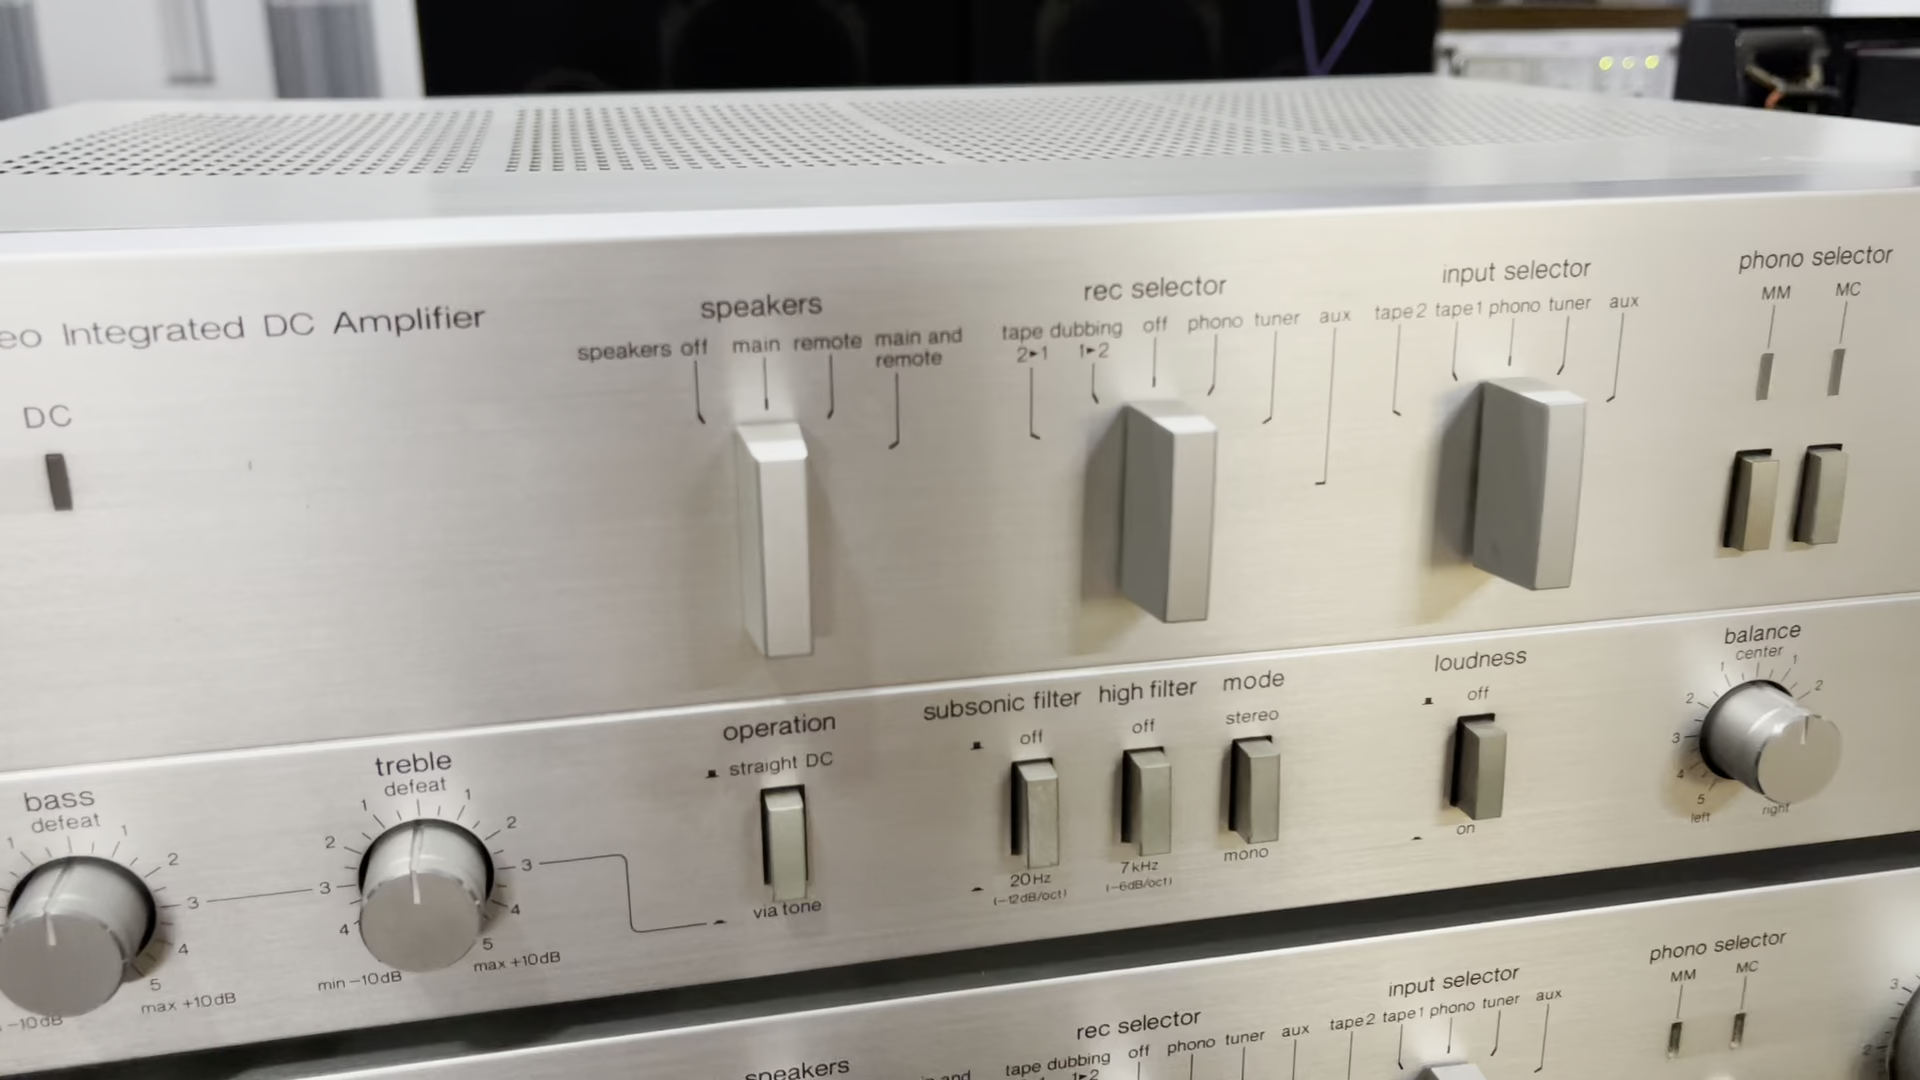 eo Integrated DC Amplifier
DC
speakers
speakers off main remote main and
remote
rec selector
tape dubbing off phono tuner aux
2▸1 1▸2
input selector
tape2 tape1 phono tuner aux
phono selector
MM MC
bass
defeat
1 1
2
3
4
5
max +10dB
-10dB
treble
defeat
1 1
2 2
3 3
4 4
5
min -10dB
max +10dB
operation
straight DC
via tone
subsonic filter
off
20Hz
(-12dB/oct)
high filter
off
7kHz
(-6dB/oct)
mode
stereo
mono
loudness
off
on
balance
center
1 1
2 2
3
4
5
left right
speakers
rec selector
tape dubbing off phono tuner aux
1▸2
input selector
tape2 tape1 phono tuner aux
phono selector
MM MC
3
2